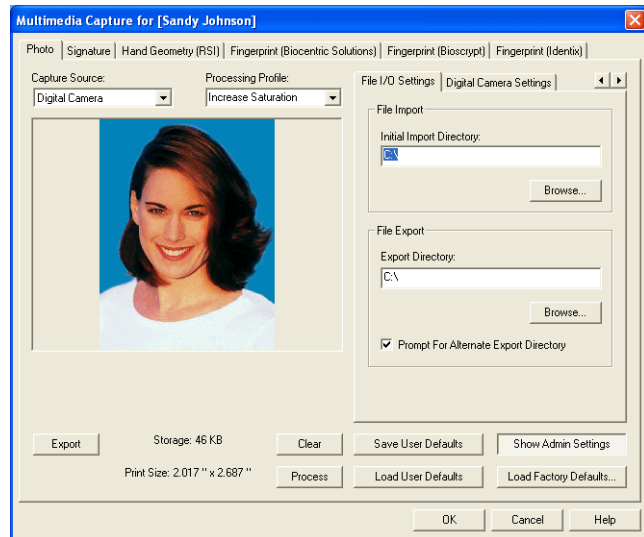 Multimedia Capture for [Sandy Johnson]
Photo Signature Hand Geometry (RSI) Fingerprint (Biocentric Solutions) Fingerprint (Bioscrypt) Fingerprint (Identix)
Capture Source: Processing Profile:
Digital Camera Increase Saturation
File I/O Settings Digital Camera Settings
File Import
Initial Import Directory:
C:\
Browse...
File Export
Export Directory:
C:\
Browse...
Prompt For Alternate Export Directory
Export Storage: 46 KB Clear Save User Defaults Show Admin Settings
Print Size: 2.017 " x 2.687 " Process Load User Defaults Load Factory Defaults...
OK Cancel Help